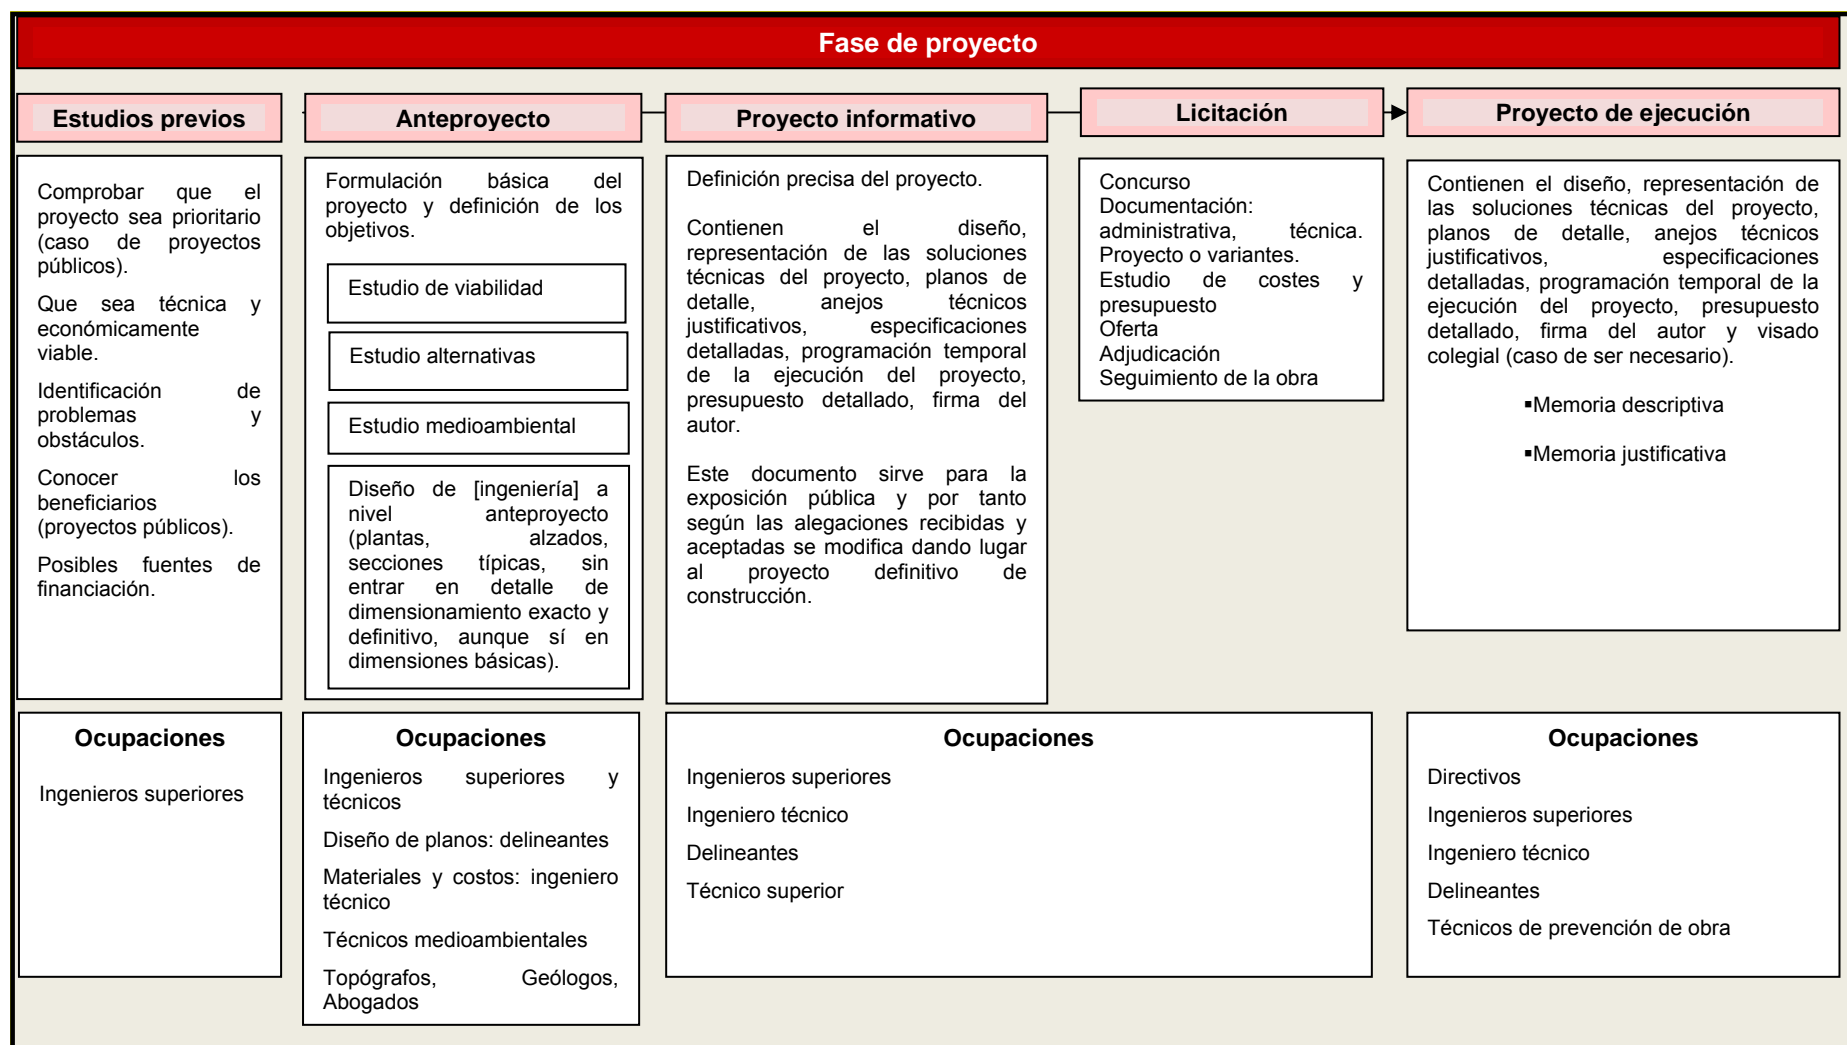 Fase de proyecto
Estudios previos
Anteproyecto
Proyecto informativo
Licitación
Proyecto de ejecución
Comprobar que el
proyecto sea prioritario
(caso de proyectos
públicos).
Que sea técnica y
económicamente
viable.
Identificación de
problemas y
obstáculos.
Conocer los
beneficiarios
(proyectos públicos).
Posibles fuentes de
financiación.
Formulación básica del
proyecto y definición de los
objetivos.
Estudio de viabilidad
Estudio alternativas
Estudio medioambiental
Diseño de [ingeniería] a
nivel anteproyecto
(plantas, alzados,
secciones típicas, sin
entrar en detalle de
dimensionamiento exacto y
definitivo, aunque sí en
dimensiones básicas).
Definición precisa del proyecto.
Contienen el diseño,
representación de las soluciones
técnicas del proyecto, planos de
detalle, anejos técnicos
justificativos, especificaciones
detalladas, programación temporal
de la ejecución del proyecto,
presupuesto detallado, firma del
autor.
Este documento sirve para la
exposición pública y por tanto
según las alegaciones recibidas y
aceptadas se modifica dando lugar
al proyecto definitivo de
construcción.
Concurso
Documentación:
administrativa, técnica.
Proyecto o variantes.
Estudio de costes y
presupuesto
Oferta
Adjudicación
Seguimiento de la obra
Contienen el diseño, representación de
las soluciones técnicas del proyecto,
planos de detalle, anejos técnicos
justificativos, especificaciones
detalladas, programación temporal de la
ejecución del proyecto, presupuesto
detallado, firma del autor y visado
colegial (caso de ser necesario).
▪Memoria descriptiva
▪Memoria justificativa
Ocupaciones
Ingenieros superiores
Ocupaciones
Ingenieros superiores y
técnicos
Diseño de planos: delineantes
Materiales y costos: ingeniero
técnico
Técnicos medioambientales
Topógrafos, Geólogos,
Abogados
Ocupaciones
Ingenieros superiores
Ingeniero técnico
Delineantes
Técnico superior
Ocupaciones
Directivos
Ingenieros superiores
Ingeniero técnico
Delineantes
Técnicos de prevención de obra